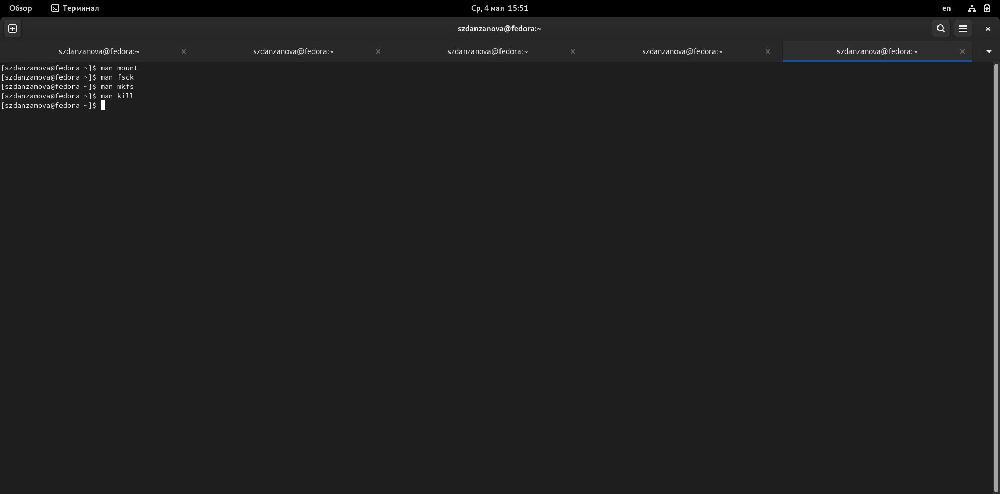 Обзор Терминал Ср, 4 мая 15:51 en
szdanzanova@fedora:~
szdanzanova@fedora:~ szdanzanova@fedora:~ szdanzanova@fedora:~ szdanzanova@fedora:~ szdanzanova@fedora:~
[szdanzanova@fedora ~]$ man mount
[szdanzanova@fedora ~]$ man fsck
[szdanzanova@fedora ~]$ man mkfs
[szdanzanova@fedora ~]$ man kill
[szdanzanova@fedora ~]$